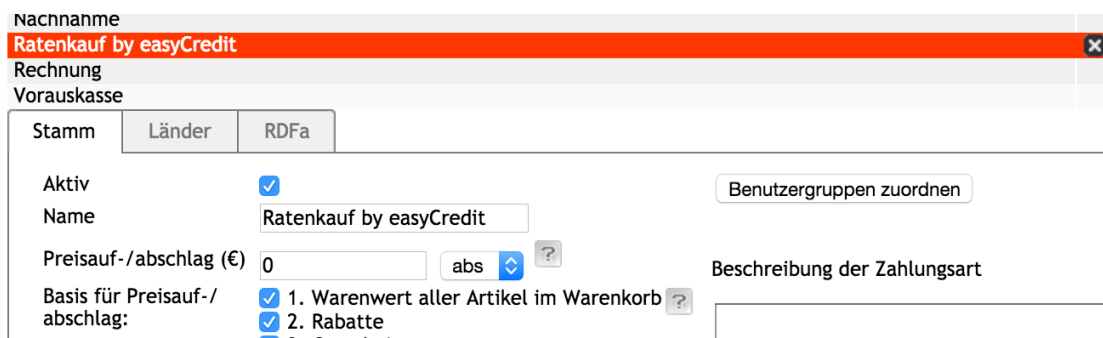 Nachnahme
Ratenkauf by easyCredit
Rechnung
Vorauskasse
Stamm Länder RDFa
Aktiv
Benutzergruppen zuordnen
Name Ratenkauf by easyCredit
Preisauf-/abschlag (€) 0 abs ?
Beschreibung der Zahlungsart
Basis für Preisauf-/
abschlag:
1. Warenwert aller Artikel im Warenkorb ?
2. Rabatte